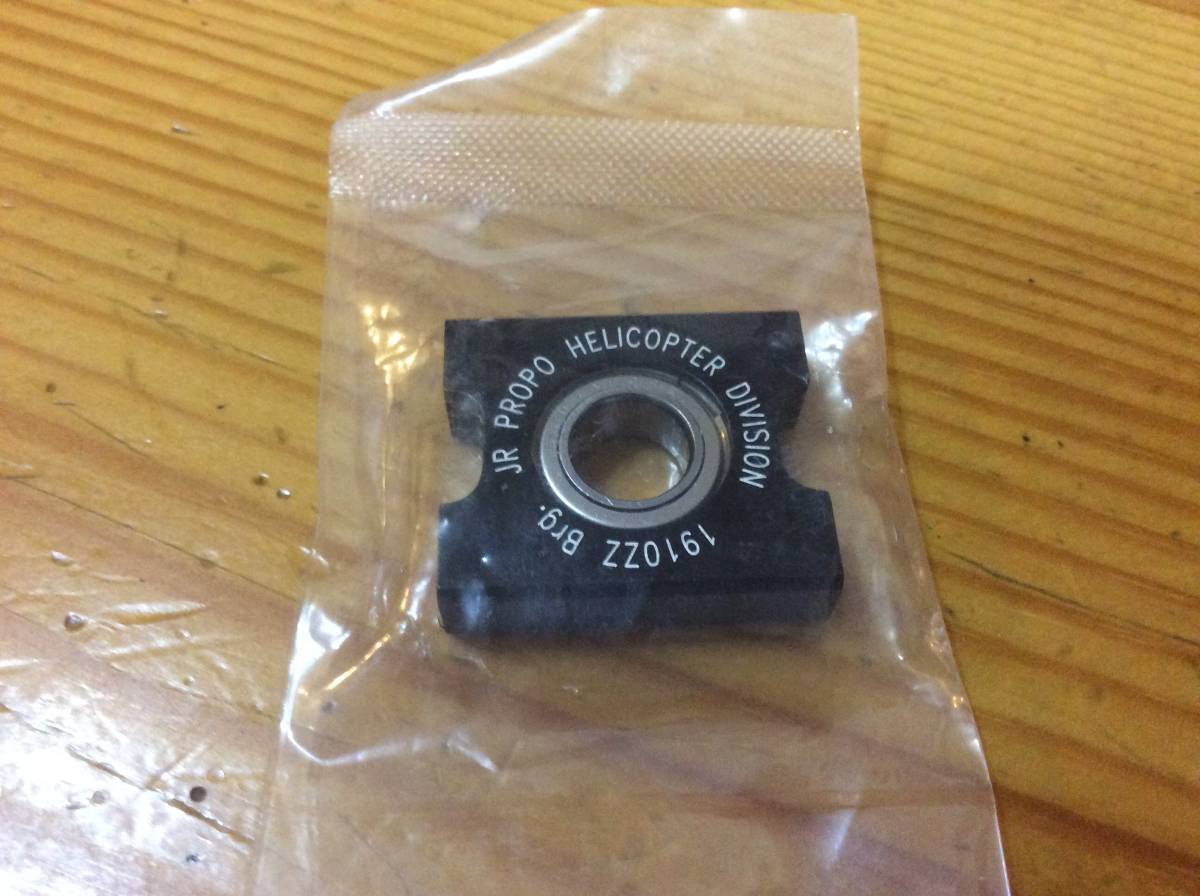 JR PROPO HELICOPTER DIVISION
1910ZZ Brg.